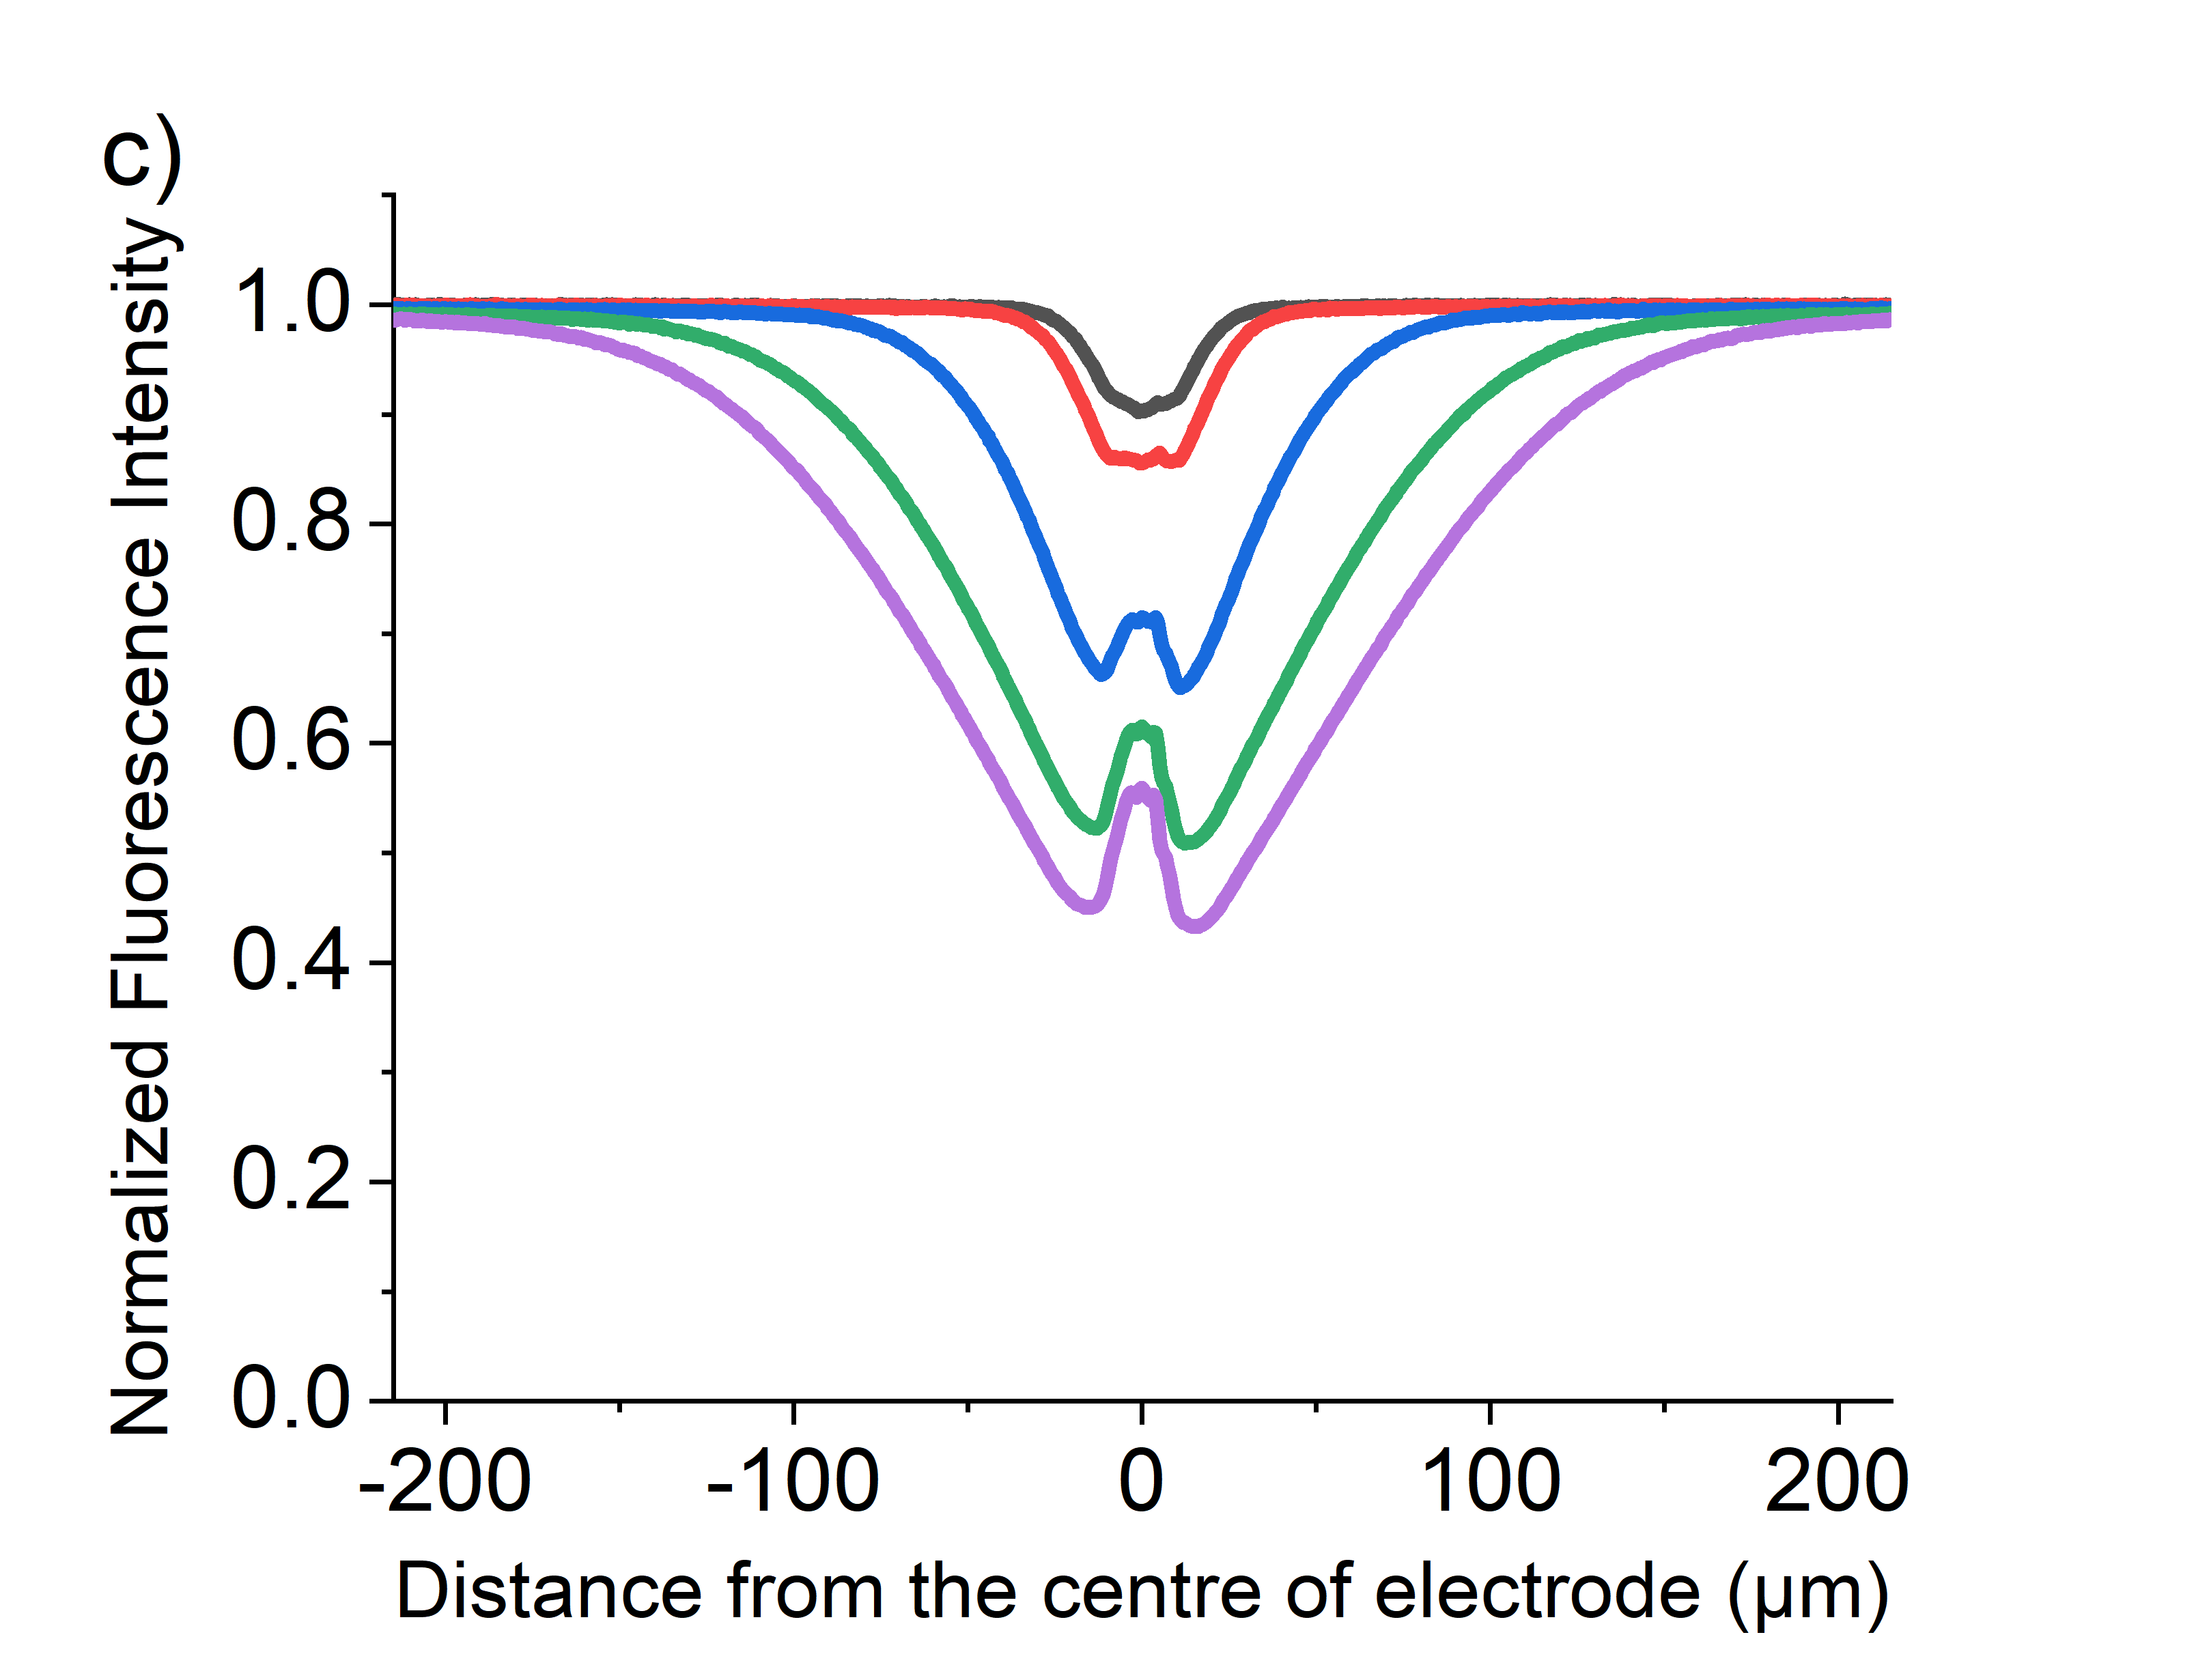 c)
Normalized Fluorescence Intensity
1.0
0.8
0.6
0.4
0.2
0.0
-200 -100 0 100 200
Distance from the centre of electrode (μm)